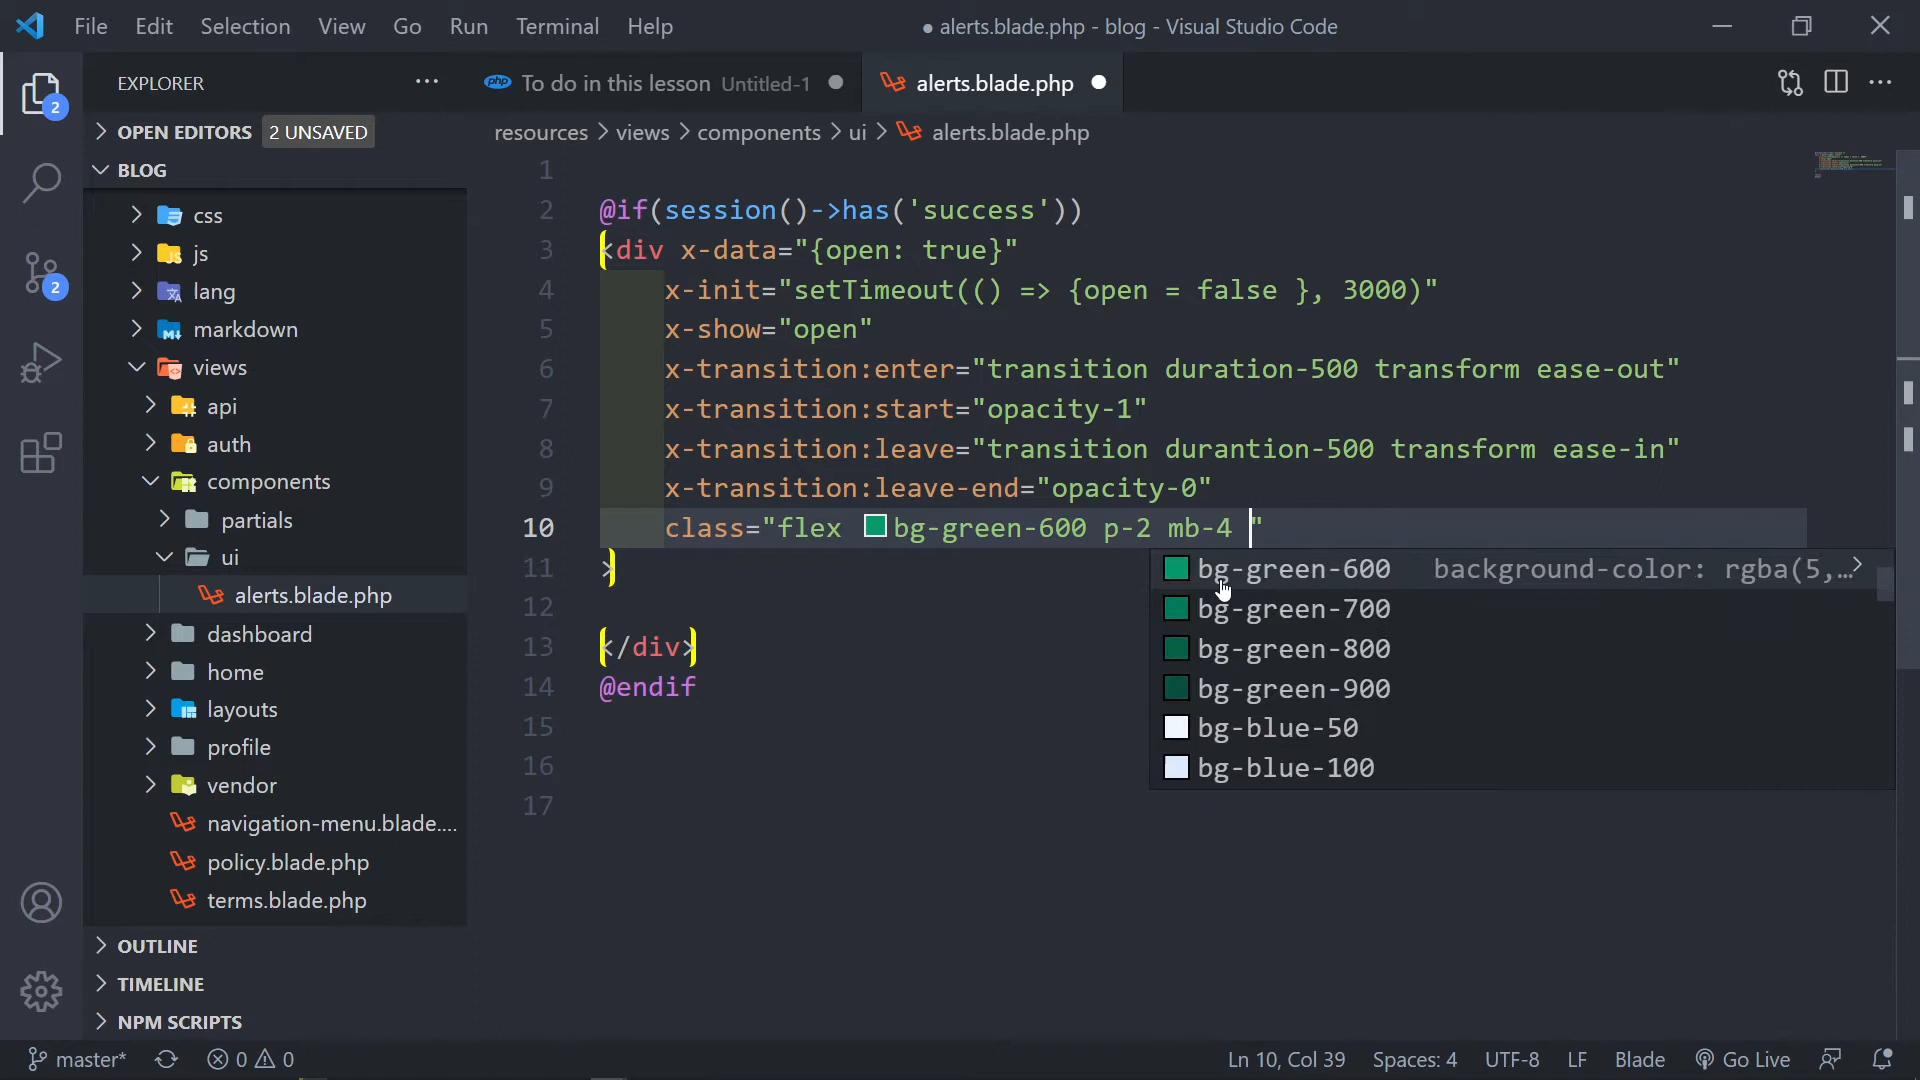 File Edit Selection View Go Run Terminal Help
● alerts.blade.php - blog - Visual Studio Code
EXPLORER
php To do in this lesson Untitled-1
alerts.blade.php
OPEN EDITORS 2 UNSAVED
resources > views > components > ui > alerts.blade.php
BLOG
2
css
js
lang
2
markdown
views
api
auth
components
partials
ui
alerts.blade.php
dashboard
home
layouts
profile
vendor
navigation-menu.blade....
policy.blade.php
terms.blade.php
OUTLINE
TIMELINE
NPM SCRIPTS
1
2 @if(session()->has('success'))
3 <div x-data="{open: true}"
4 x-init="setTimeout(() => {open = false }, 3000)"
5 x-show="open"
6 x-transition:enter="transition duration-500 transform ease-out"
7 x-transition:start="opacity-1"
8 x-transition:leave="transition durantion-500 transform ease-in"
9 x-transition:leave-end="opacity-0"
10 class="flex bg-green-600 p-2 mb-4 "
11 >
12
13 </div>
14 @endif
15
16
17
bg-green-600 background-color: rgba(5,…
bg-green-700
bg-green-800
bg-green-900
bg-blue-50
bg-blue-100
master* 0 0
Ln 10, Col 39 Spaces: 4 UTF-8 LF Blade Go Live